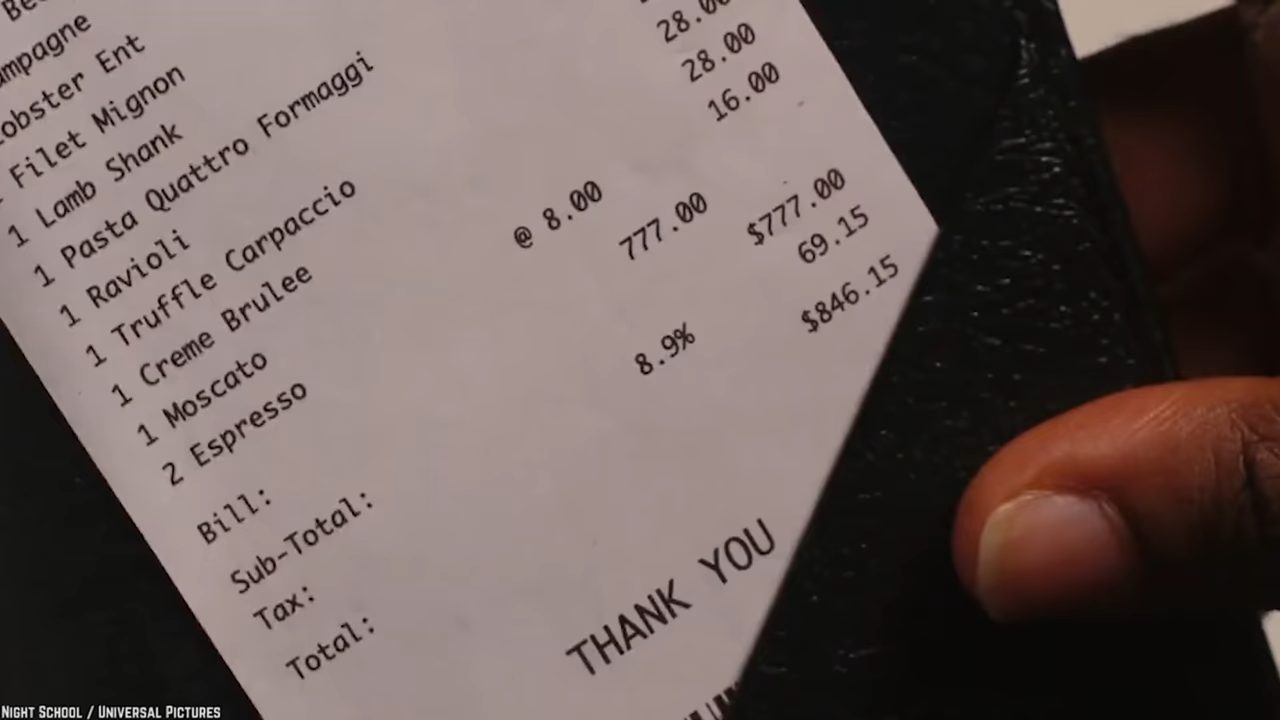 Be
ampagne
obster Ent
Filet Mignon
1 Lamb Shank
1 Pasta Quattro Formaggi
1 Ravioli
1 Truffle Carpaccio
1 Creme Brulee 28.00
1 Moscato 28.00
2 Espresso @ 8.00 16.00
Bill: 777.00
Sub-Total: $777.00
Tax: 8.9% 69.15
Total: $846.15
THANK YOU
Night School / Universal Pictures